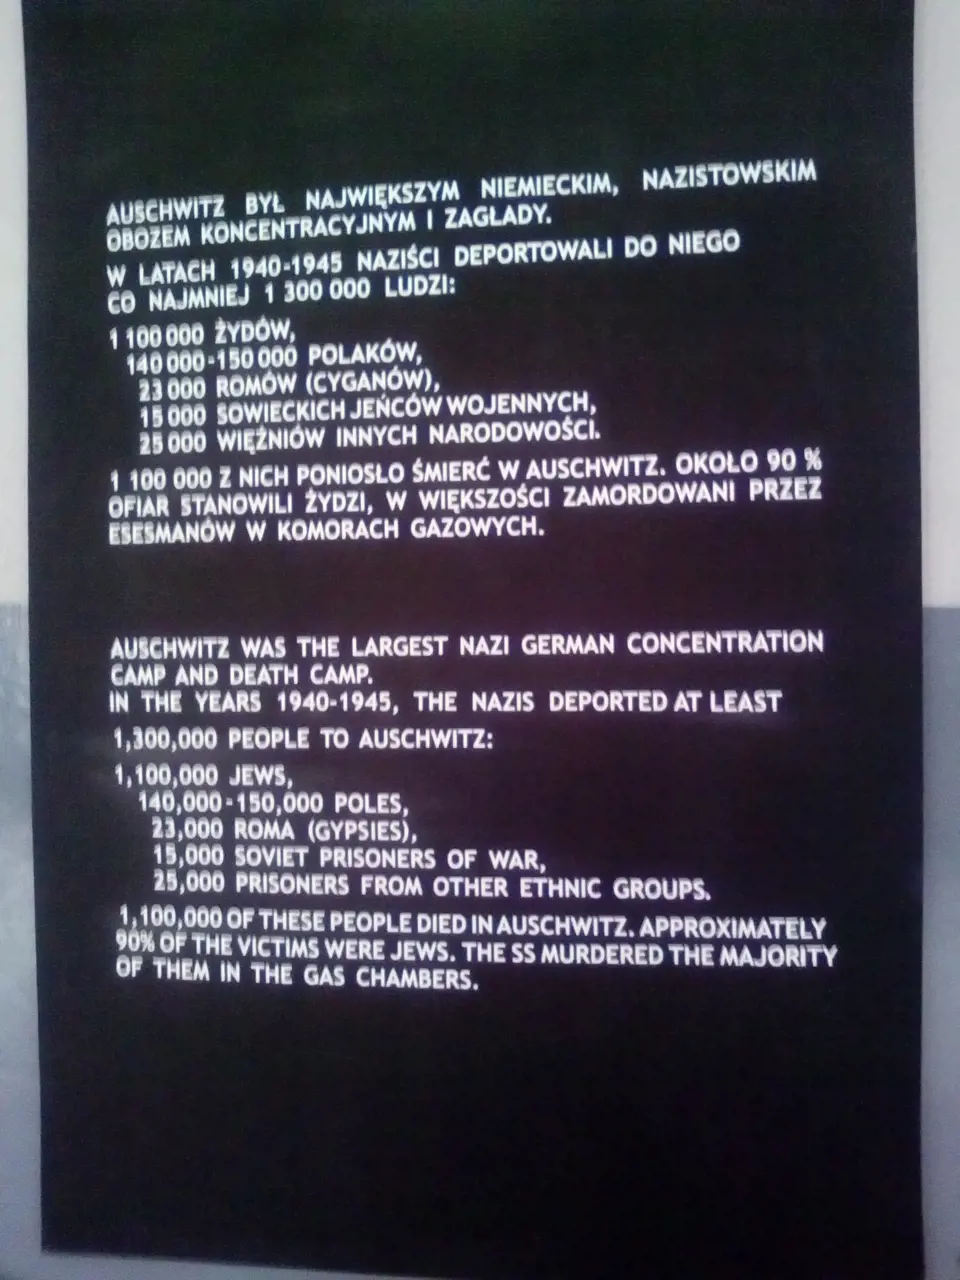 AUSCHWITZ BYŁ NAJWIĘKSZYM NIEMIECKIM, NAZISTOWSKIM
OBOZEM KONCENTRACYJNYM I ZAGŁADY.
W LATACH 1940-1945 NAZIŚCI DEPORTOWALI DO NIEGO
CO NAJMNIEJ 1 300 000 LUDZI:
1 100 000 ŻYDÓW,
140 000-150 000 POLAKÓW,
23 000 ROMÓW (CYGANÓW),
15 000 SOWIECKICH JEŃCÓW WOJENNYCH,
25 000 WIĘŹNIÓW INNYCH NARODOWOŚCI.
1 100 000 Z NICH PONIOSŁO ŚMIERĆ W AUSCHWITZ. OKOŁO 90 %
OFIAR STANOWILI ŻYDZI, W WIĘKSZOŚCI ZAMORDOWANI PRZEZ
ESESMANÓW W KOMORACH GAZOWYCH.
AUSCHWITZ WAS THE LARGEST NAZI GERMAN CONCENTRATION
CAMP AND DEATH CAMP.
IN THE YEARS 1940-1945, THE NAZIS DEPORTED AT LEAST
1,300,000 PEOPLE TO AUSCHWITZ:
1,100,000 JEWS,
140,000-150,000 POLES,
23,000 ROMA (GYPSIES),
15,000 SOVIET PRISONERS OF WAR,
25,000 PRISONERS FROM OTHER ETHNIC GROUPS.
1,100,000 OF THESE PEOPLE DIED IN AUSCHWITZ. APPROXIMATELY
90% OF THE VICTIMS WERE JEWS. THE SS MURDERED THE MAJORITY
OF THEM IN THE GAS CHAMBERS.